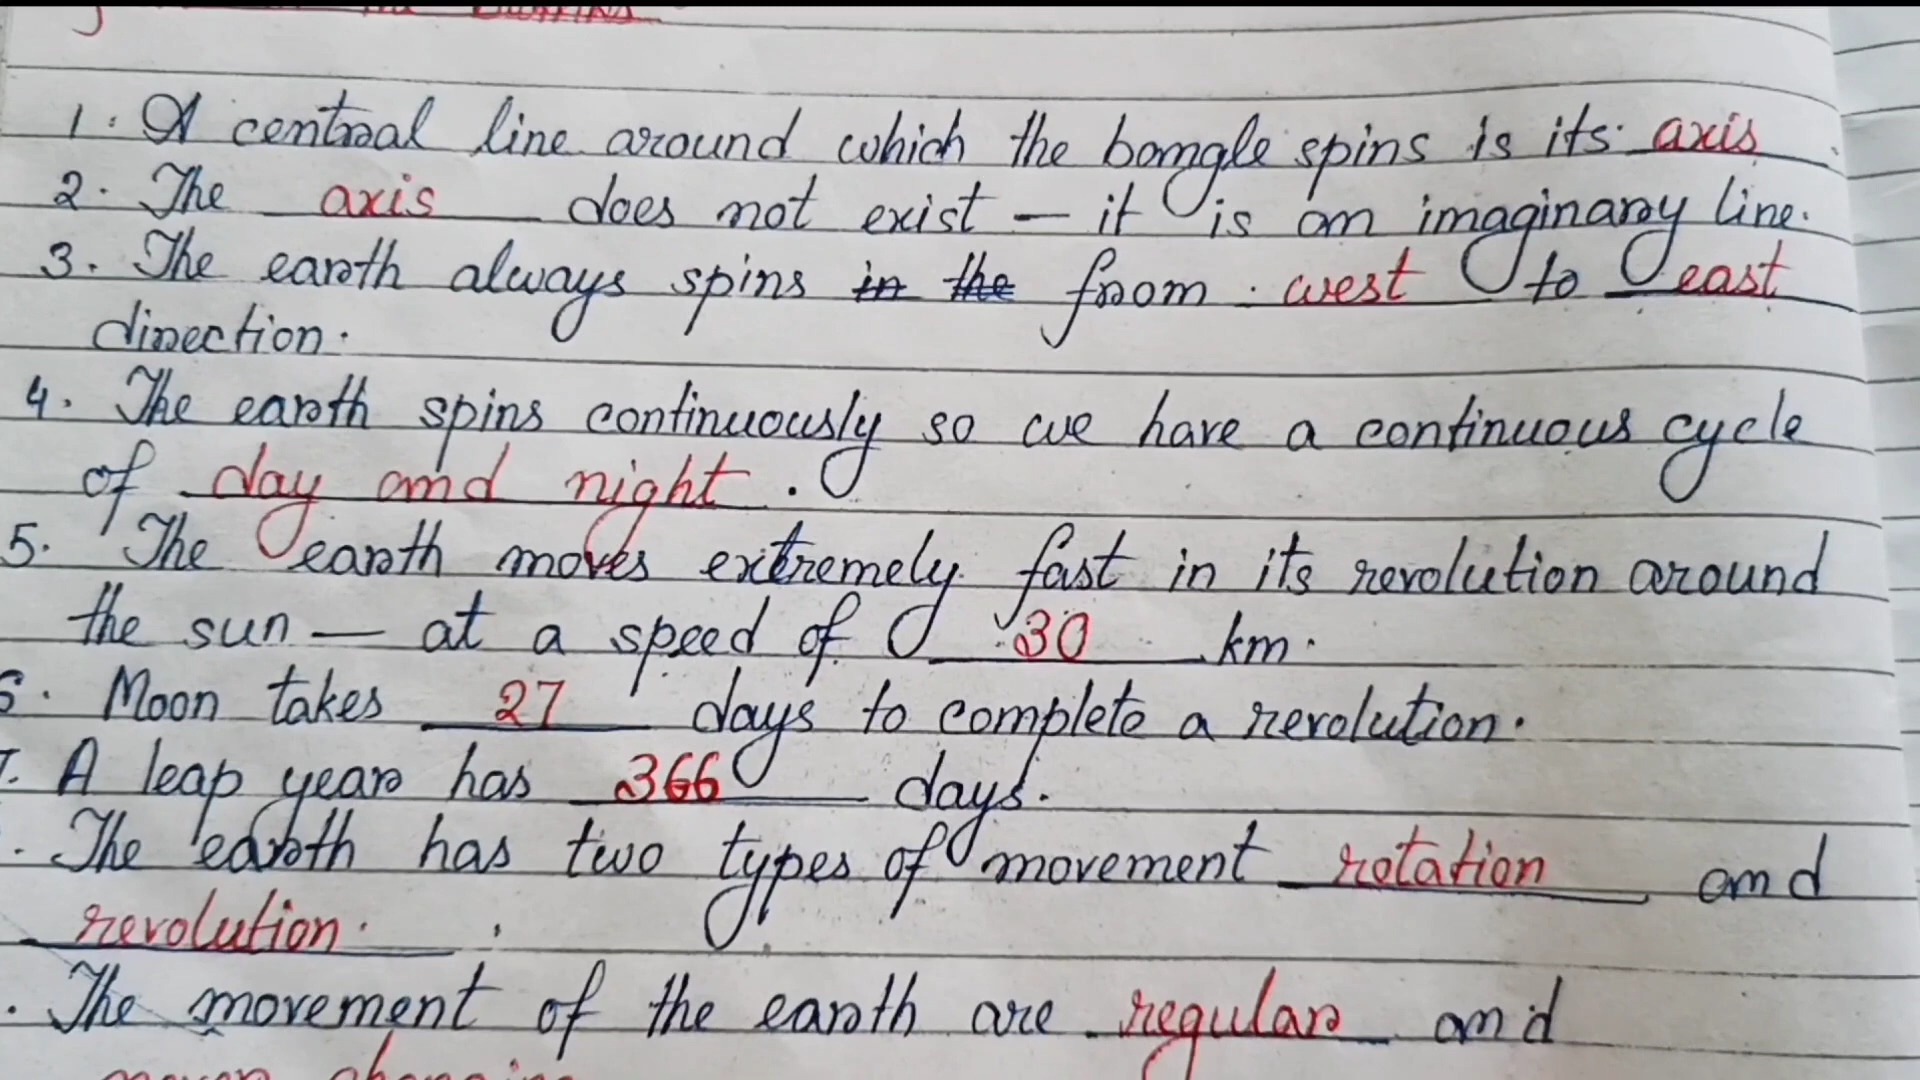 1. A central line around which the bangle spins is its axis
2. The axis does not exist – it is an imaginary line.
3. The earth always spins in the from west to east
direction.
4. The earth spins continuously so we have a continuous cycle
of day and night.
5. The earth moves extremely fast in its revolution around
the sun – at a speed of 30 km.
6. Moon takes 27 days to complete a revolution.
7. A leap year has 366 days.
. The earth has two types of movement rotation and
revolution.
. The movement of the earth are regular and